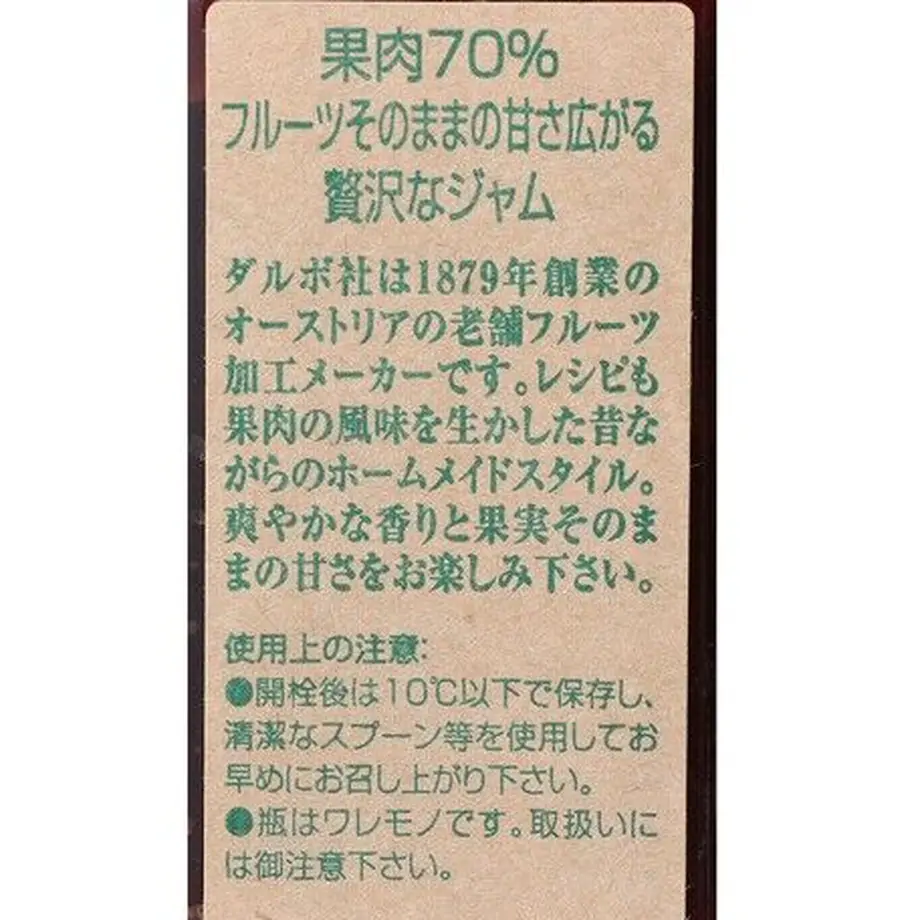 果肉70%
フルーツそのままの甘さ広がる
贅沢なジャム
ダルボ社は1879年創業の
オーストリアの老舗フルーツ
加工メーカーです。レシピも
果肉の風味を生かした昔な
がらのホームメイドスタイル。
爽やかな香りと果実そのま
まの甘さをお楽しみ下さい。
使用上の注意:
●開栓後は10℃以下で保存し、
清潔なスプーン等を使用してお
早めにお召し上がり下さい。
●瓶はワレモノです。取扱いに
は御注意下さい。